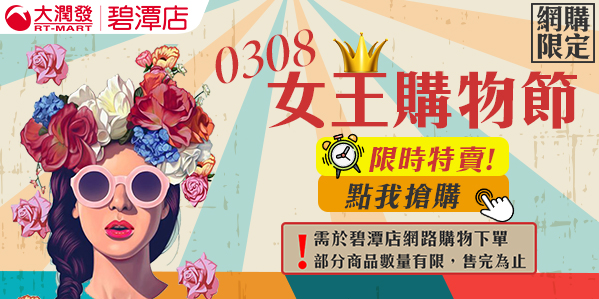 大潤發
RT-MART
碧潭店
網購
限定
0308
女王購物節
限時特賣!
點我搶購
! 需於碧潭店網路購物下單
部分商品數量有限，售完為止